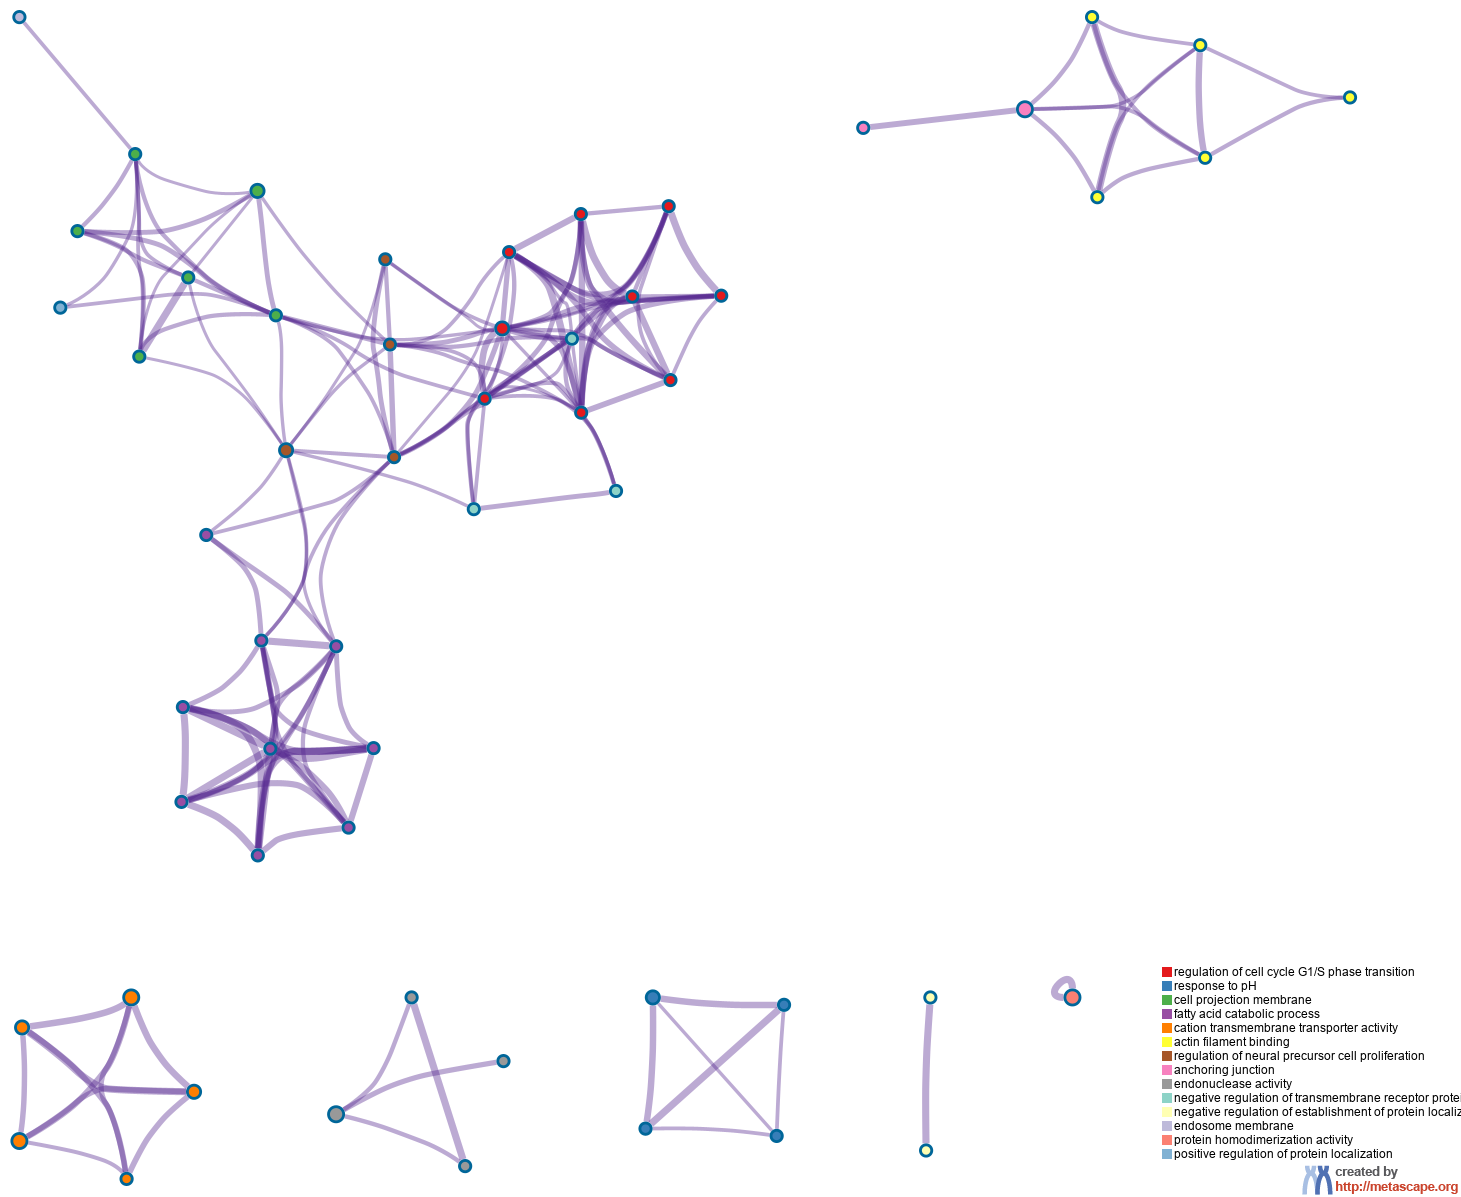 regulation of cell cycle G1/S phase transition
response to pH
cell projection membrane
fatty acid catabolic process
cation transmembrane transporter activity
actin filament binding
regulation of neural precursor cell proliferation
anchoring junction
endonuclease activity
negative regulation of transmembrane receptor protei
negative regulation of establishment of protein localiz
endosome membrane
protein homodimerization activity
positive regulation of protein localization
created by
http://metascape.org